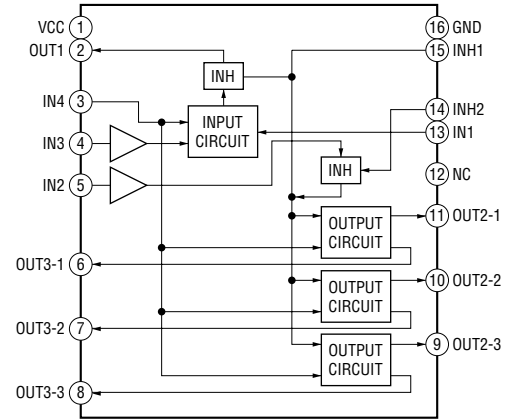 VCC 1
OUT1 2
IN4 3
IN3 4
IN2 5
OUT3-1 6
OUT3-2 7
OUT3-3 8
INH
INPUT
CIRCUIT
INH
OUTPUT
CIRCUIT
OUTPUT
CIRCUIT
OUTPUT
CIRCUIT
16 GND
15 INH1
14 INH2
13 IN1
12 NC
11 OUT2-1
10 OUT2-2
9 OUT2-3